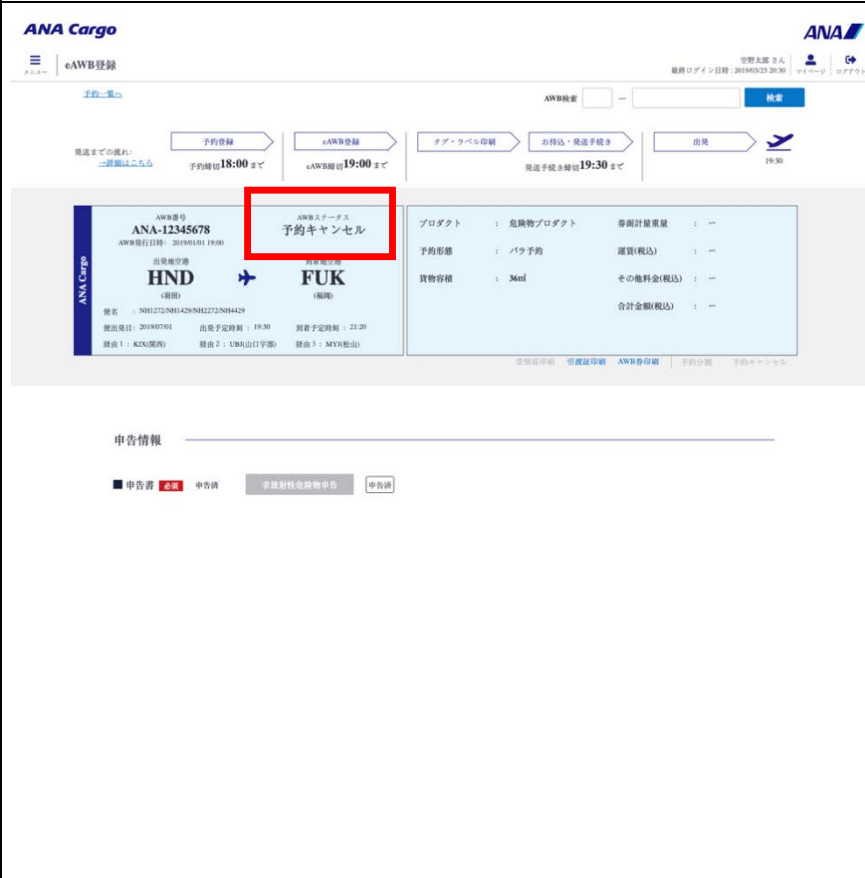 ANA Cargo
ANA
メニュー
eAWB登録
空野太郎 さん
最終ログイン日時 : 2019/03/25 20:30
マイページ
ログアウト
予約一覧へ
AWB検索 ー 検索
発送までの流れ:
→詳細はこちら
予約登録
予約締切18:00 まで
eAWB登録
eAWB締切19:00 まで
タグ・ラベル印刷
お持込・発送手続き
発送手続き締切19:30 まで
出発
19:30
ANA Cargo
AWB番号
ANA-12345678
AWB発行日時: 2019/01/01 19:00
AWBステータス
予約キャンセル
出発地空港
HND
(羽田)
到着地空港
FUK
(福岡)
便名 : NH1272/NH1429/NH2272/NH4429
便出発日: 2019/07/01 出発予定時刻 : 19:30 到着予定時刻 : 21:20
経由 1 : KIX(関西) 経由 2 : UBJ(山口宇部) 経由 3 : MYJ(松山)
プロダクト : 危険物プロダクト
予約形態 : バラ予約
貨物容積 : 36㎥
券面計量重量 : ー
運賃(税込) : ー
その他料金(税込) : ー
合計金額(税込) : ー
受領証印刷 引渡証印刷 AWB券印刷 予約分割 予約キャンセル
申告情報
■ 申告書 必須 申告済 非放射性危険物申告 申告済